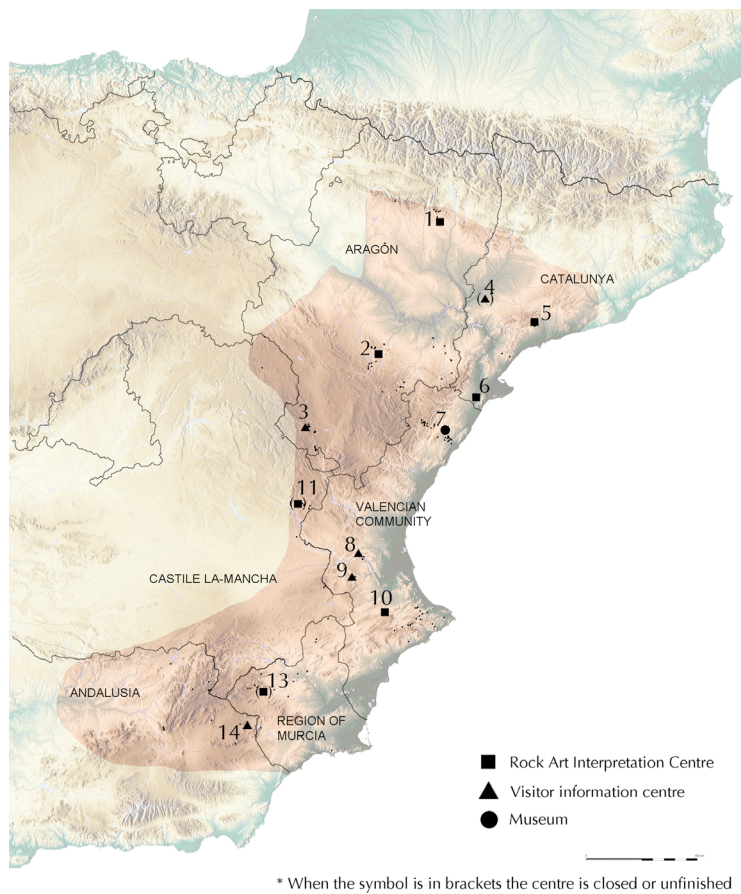 1
ARAGÓN
4
CATALUNYA
5
2
6
3
7
11
VALENCIAN
COMMUNITY
8
9
CASTILE LA-MANCHA
10
13
ANDALUSIA
14
REGION OF
MURCIA
Rock Art Interpretation Centre
Visitor information centre
Museum
* When the symbol is in brackets the centre is closed or unfinished